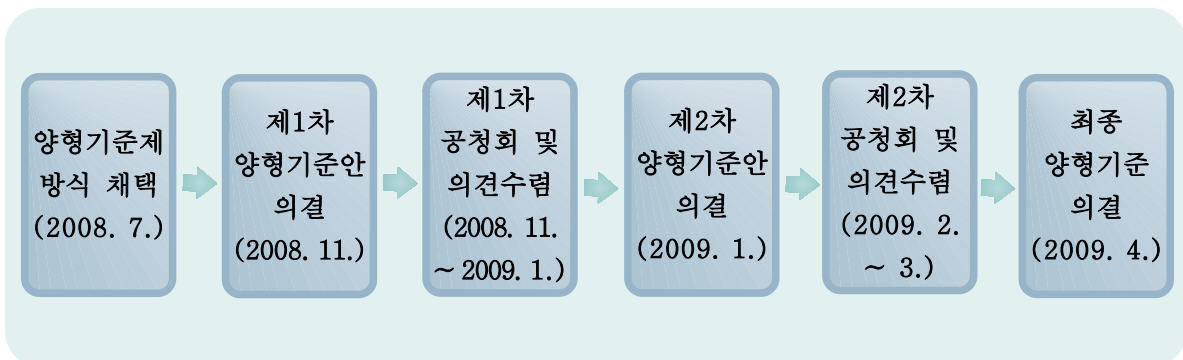 양형기준제
방식 채택
(2008. 7.)
제1차
양형기준안
의결
(2008. 11.)
제1차
공청회 및
의견수렴
(2008. 11.
~ 2009. 1.)
제2차
양형기준안
의결
(2009. 1.)
제2차
공청회 및
의견수렴
(2009. 2.
~ 3.)
최종
양형기준
의결
(2009. 4.)